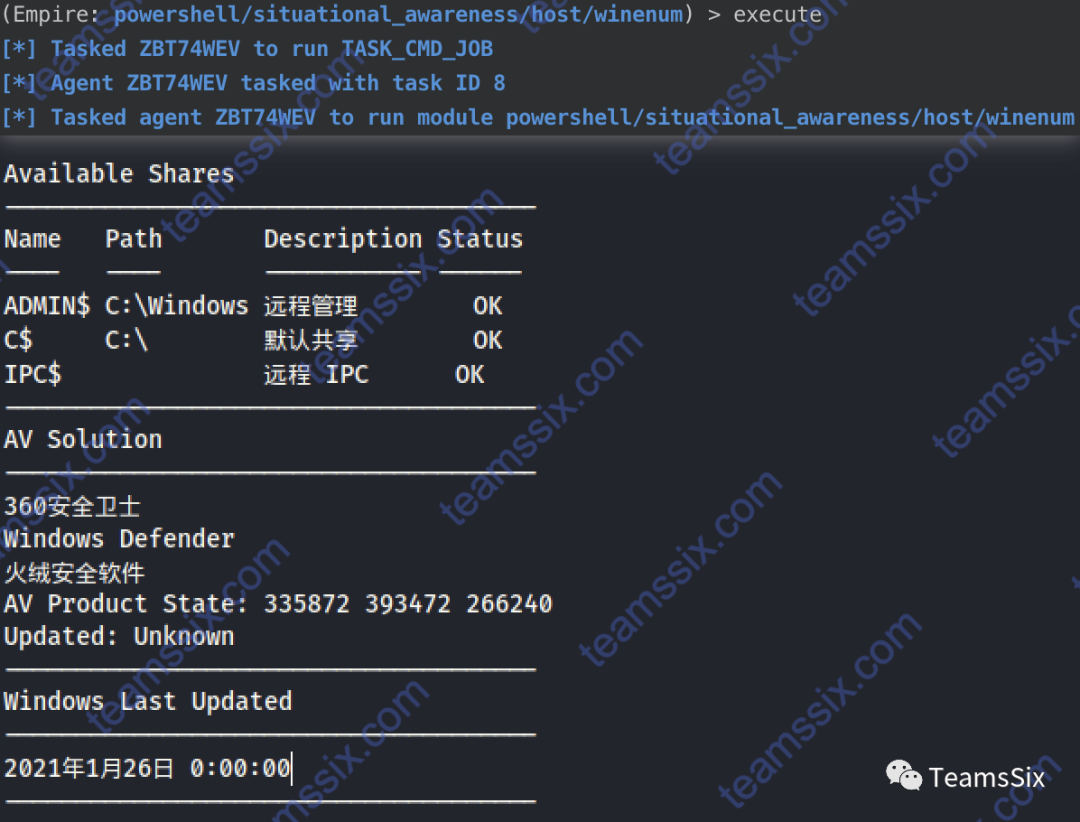 (Empire: powershell/situational_awareness/host/winenum) > execute
[*] Tasked ZBT74WEV to run TASK_CMD_JOB
[*] Agent ZBT74WEV tasked with task ID 8
[*] Tasked agent ZBT74WEV to run module powershell/situational_awareness/host/winenum
Available Shares
Name Path Description Status
ADMIN$ C:\Windows 远程管理 OK
C$ C:\ 默认共享 OK
IPC$ 远程 IPC OK
AV Solution
360安全卫士
Windows Defender
火绒安全软件
AV Product State: 335872 393472 266240
Updated: Unknown
Windows Last Updated
2021年1月26日 0:00:00
TeamsSix
teamssix.com